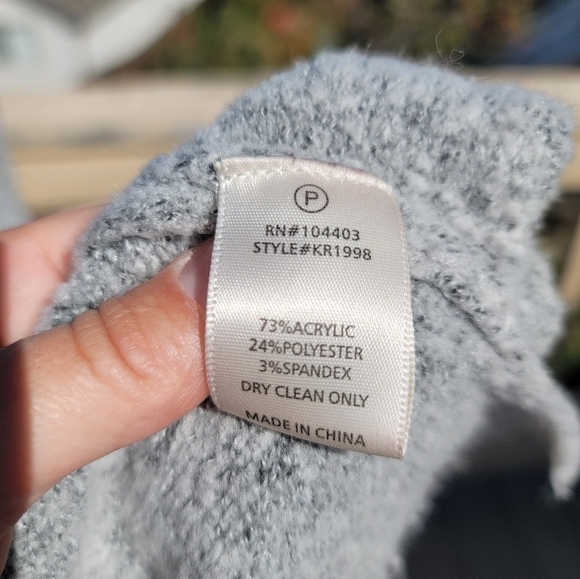 P
RN#104403
STYLE#KR1998
73%ACRYLIC
24%POLYESTER
3%SPANDEX
DRY CLEAN ONLY
MADE IN CHINA